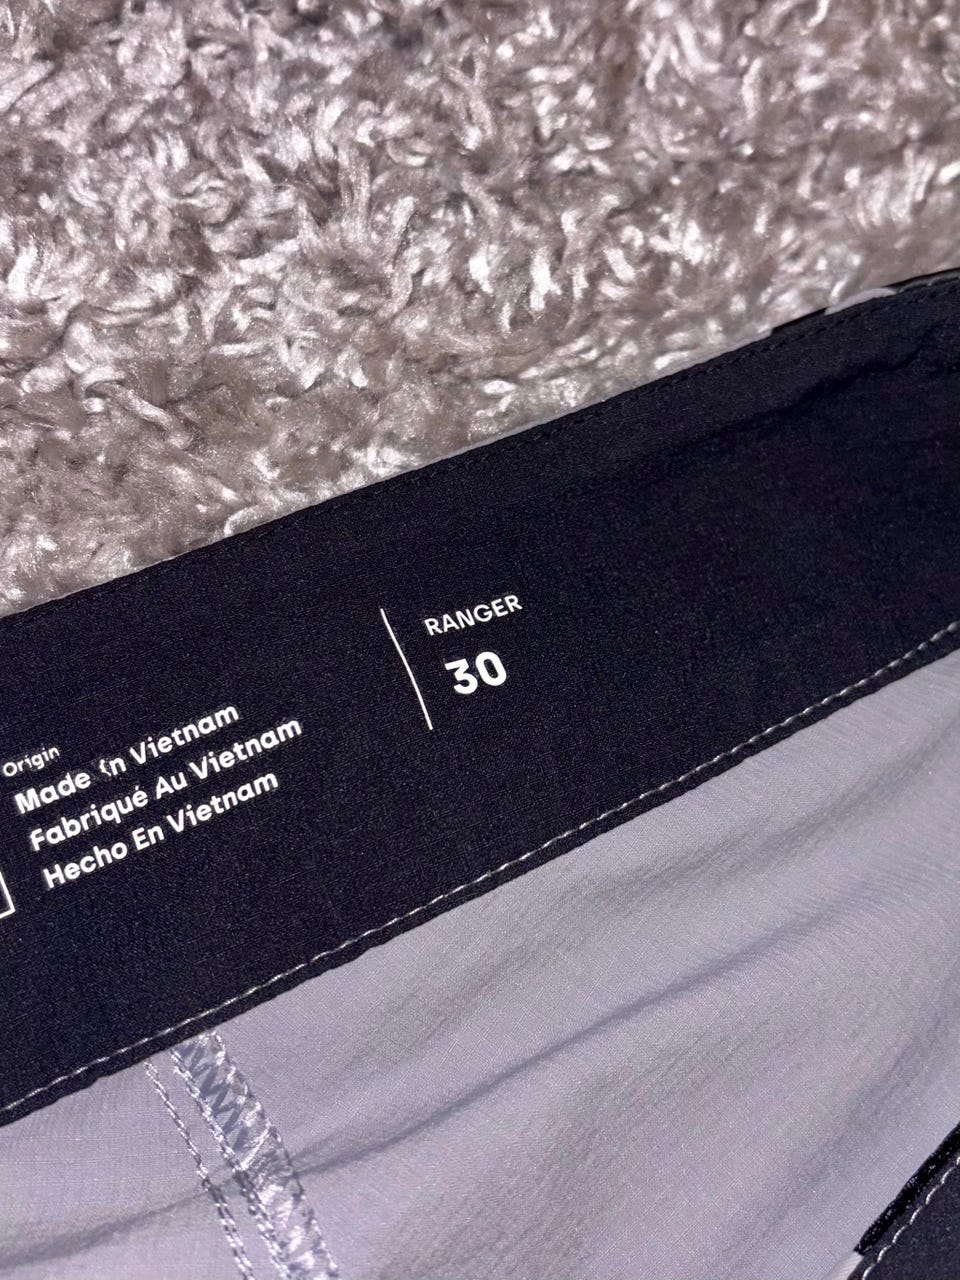 RANGER
30
Origin
Made in Vietnam
Fabriqué Au Vietnam
Hecho En Vietnam